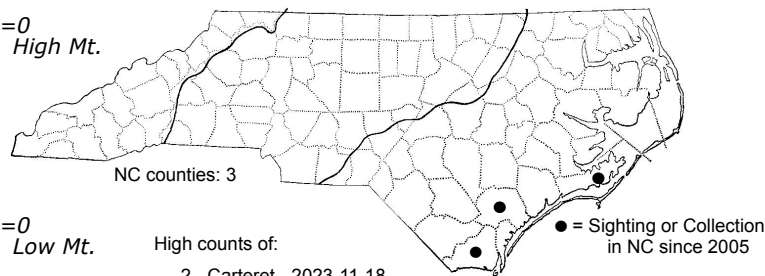 =0
High Mt.
NC counties: 3
=0
Low Mt.
High counts of:
● = Sighting or Collection
in NC since 2005
2 - Carteret - 2023-11-18